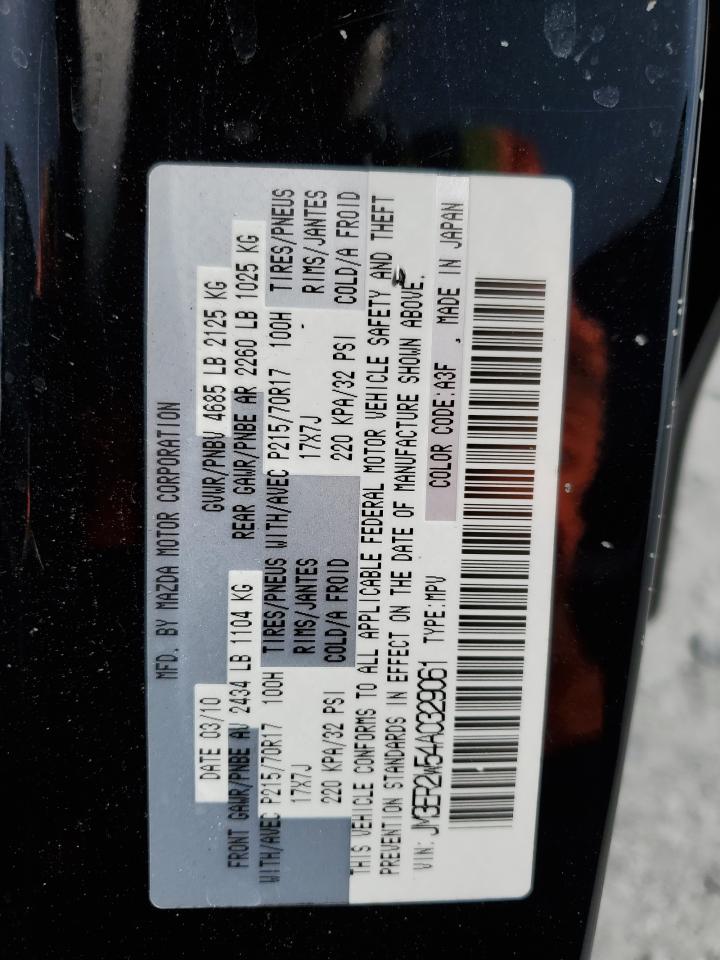 MFD. BY MAZDA MOTOR CORPORATION
DATE 03/10 GVWR/PNBV 4685 LB 2125 KG
FRONT GAWR/PNBE AV 2434 LB 1104 KG REAR GAWR/PNBE AR 2260 LB 1025 KG
WITH/AVEC P215/70R17 100H TIRES/PNEUS WITH/AVEC P215/70R17 100H TIRES/PNEUS
17X7J RIMS/JANTES 17X7J RIMS/JANTES
220 KPA/32 PSI COLD/A FROID 220 KPA/32 PSI COLD/A FROID
THIS VEHICLE CONFORMS TO ALL APPLICABLE FEDERAL MOTOR VEHICLE SAFETY AND THEFT
PREVENTION STANDARDS IN EFFECT ON THE DATE OF MANUFACTURE SHOWN ABOVE.
VIN: JM3ER2W54A0329061 TYPE:MPV COLOR CODE:A3F , MADE IN JAPAN